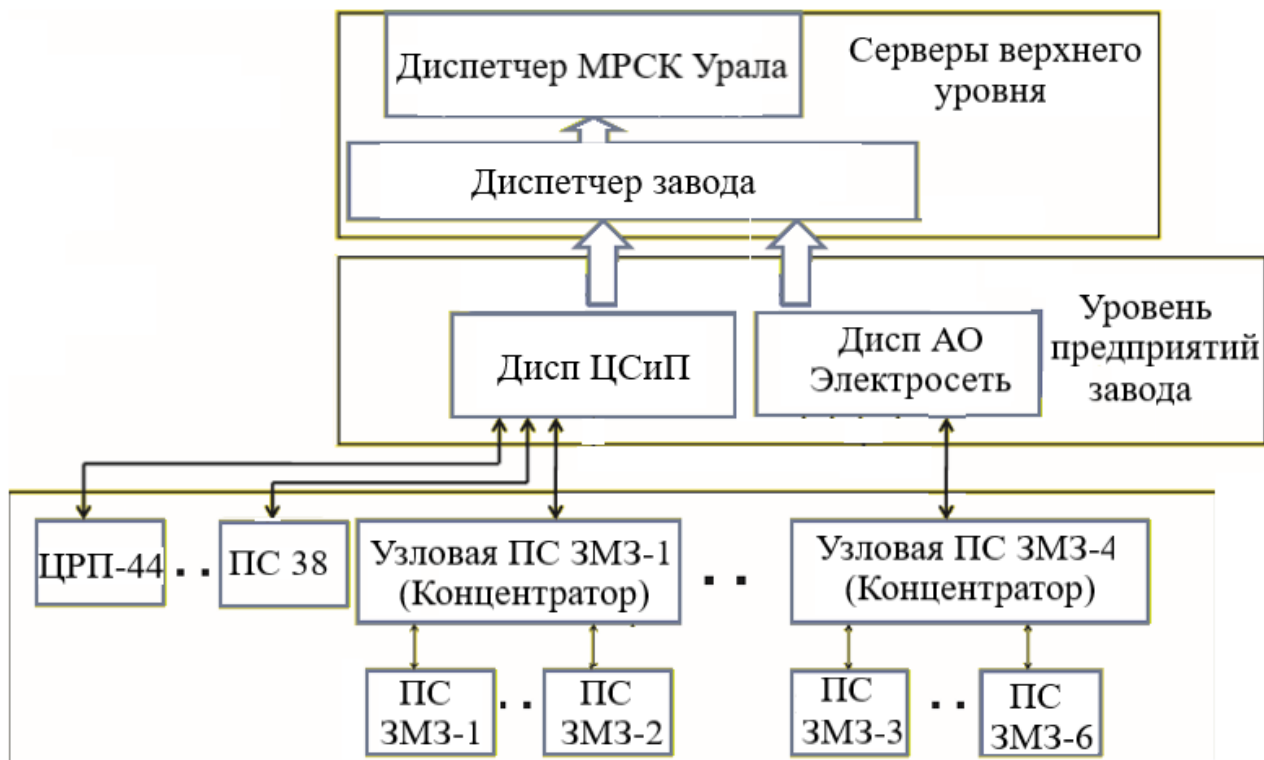 Диспетчер МРСК Урала
Серверы верхнего
уровня
Диспетчер завода
Дисп ЦСиП
Дисп АО
Электросеть
Уровень
предприятий
завода
ЦРП-44
. .
ПС 38
Узловая ПС ЗМЗ-1
(Концентратор)
. .
Узловая ПС ЗМЗ-4
(Концентратор)
ПС
ЗМЗ-1
. .
ПС
ЗМЗ-2
ПС
ЗМЗ-3
. .
ПС
ЗМЗ-6